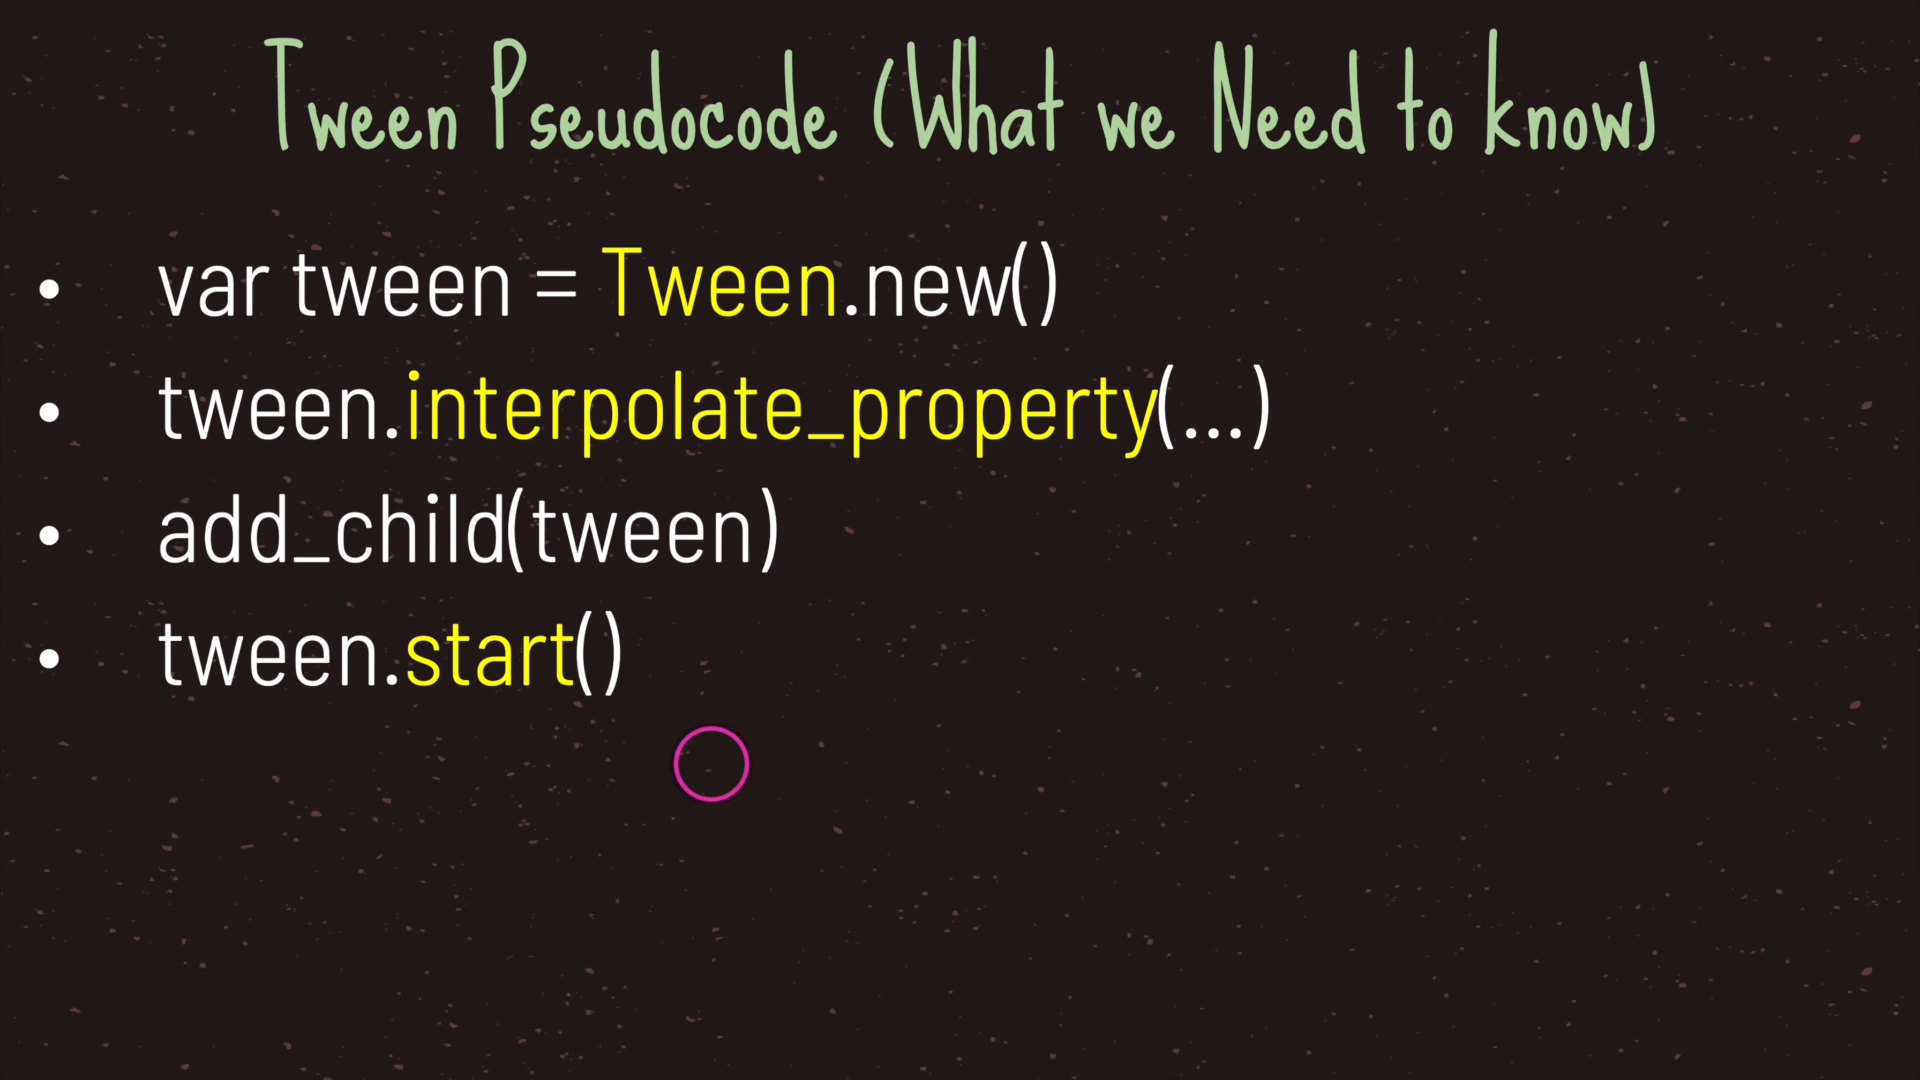 Tween Pseudocode (What we Need to know)
• var tween = Tween.new()
• tween.interpolate_property(...)
• add_child(tween)
• tween.start()